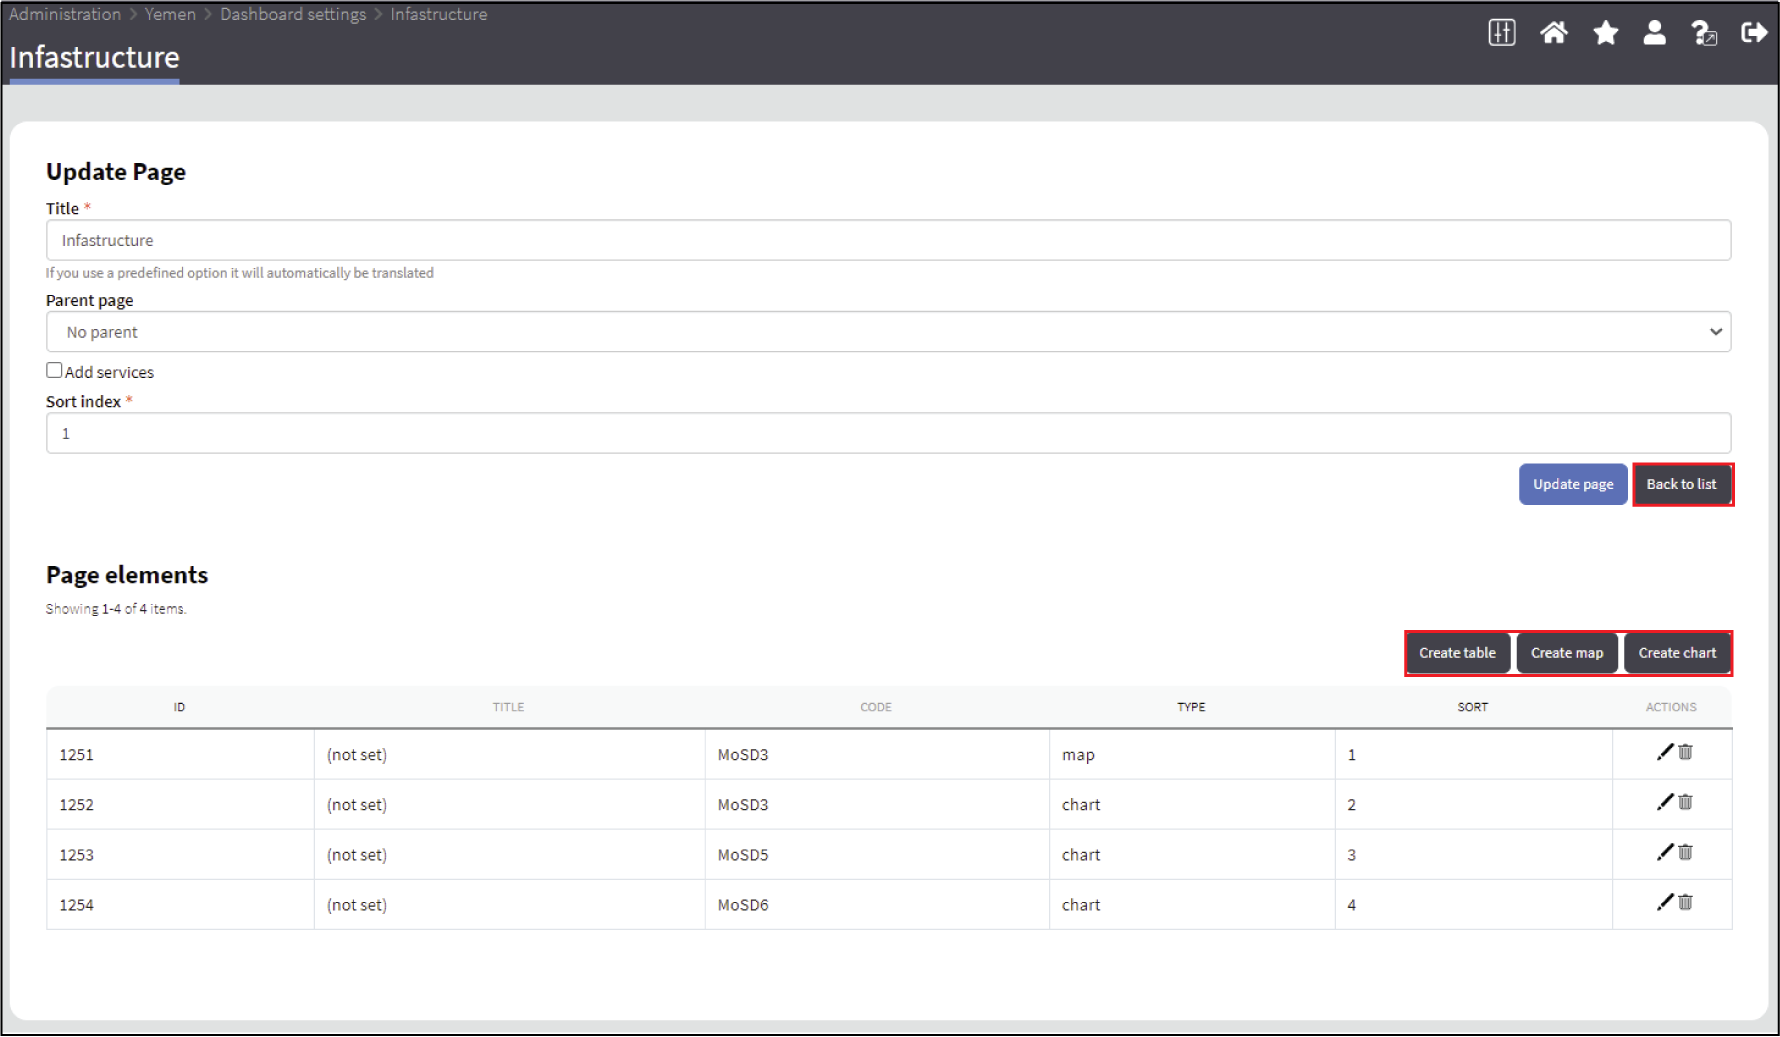 Administration > Yemen > Dashboard settings > Infastructure
Infastructure
Update Page
Title *
Infastructure
If you use a predefined option it will automatically be translated
Parent page
No parent
Add services
Sort index *
1
Update page Back to list
Page elements
Showing 1-4 of 4 items.
Create table Create map Create chart
ID TITLE CODE TYPE SORT ACTIONS
1251 (not set) MoSD3 map 1
1252 (not set) MoSD3 chart 2
1253 (not set) MoSD5 chart 3
1254 (not set) MoSD6 chart 4